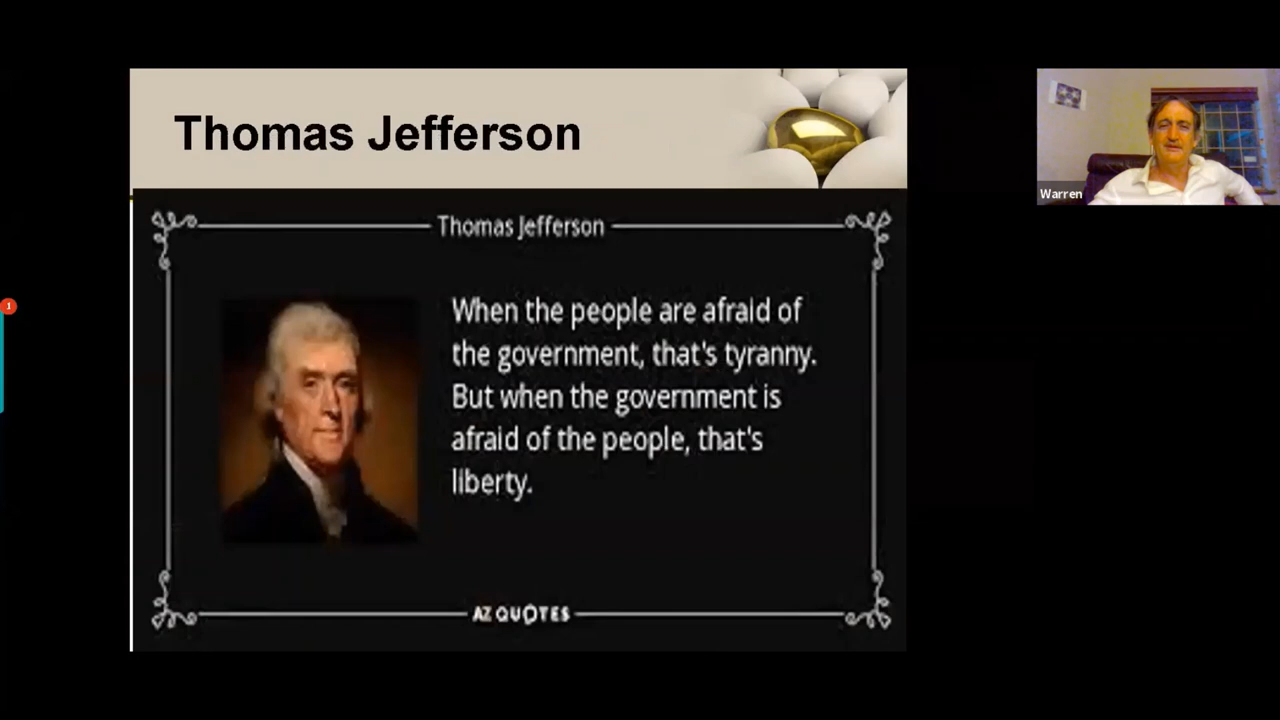 Thomas Jefferson
Thomas Jefferson
When the people are afraid of
the government, that's tyranny.
But when the government is
afraid of the people, that's
liberty.
AZ QUOTES
Warren
1